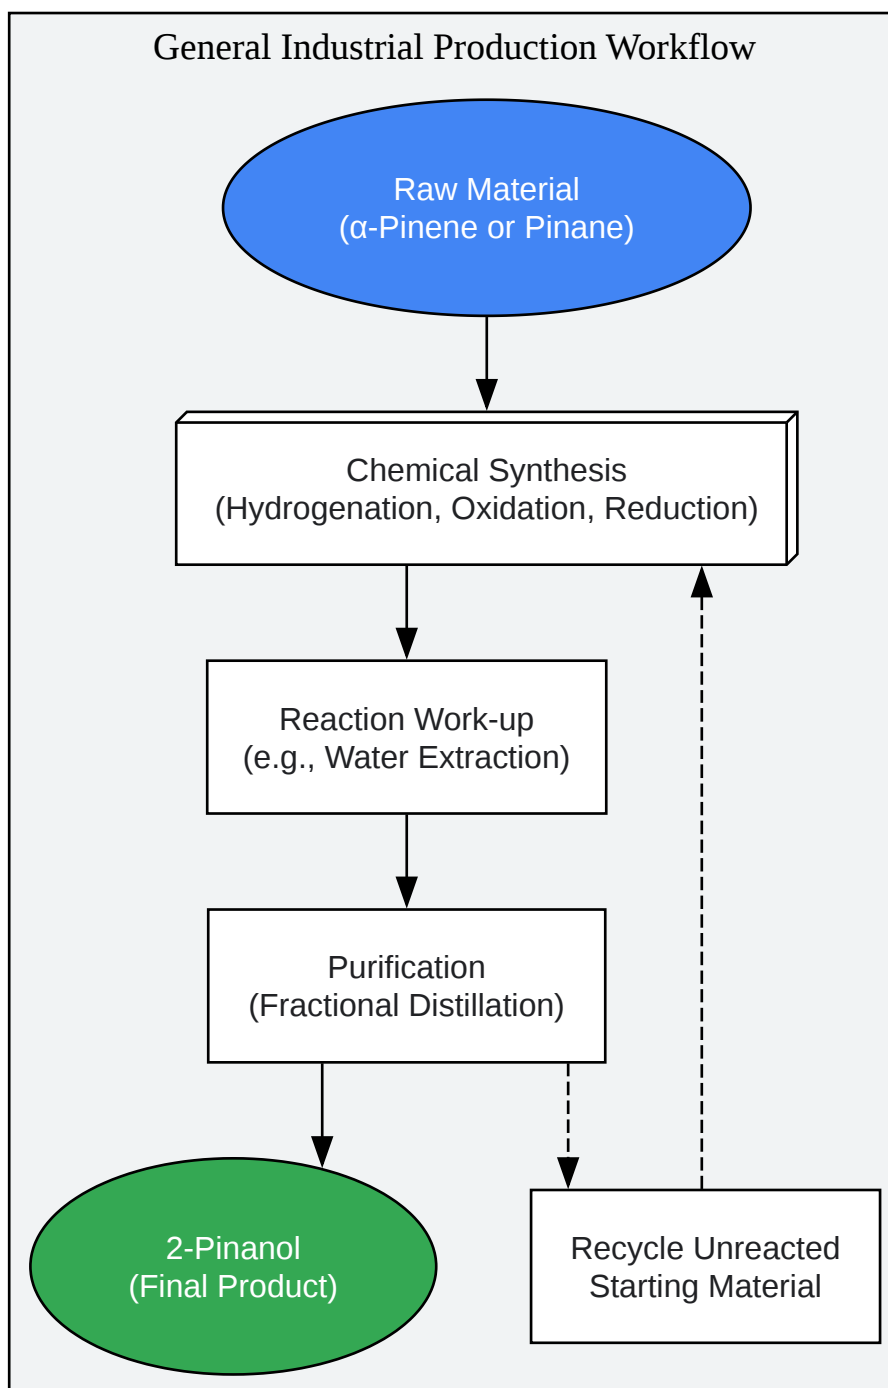 General Industrial Production Workflow
Raw Material
(α-Pinene or Pinane)
Chemical Synthesis
(Hydrogenation, Oxidation, Reduction)
Reaction Work-up
(e.g., Water Extraction)
Purification
(Fractional Distillation)
2-Pinanol
(Final Product)
Recycle Unreacted
Starting Material